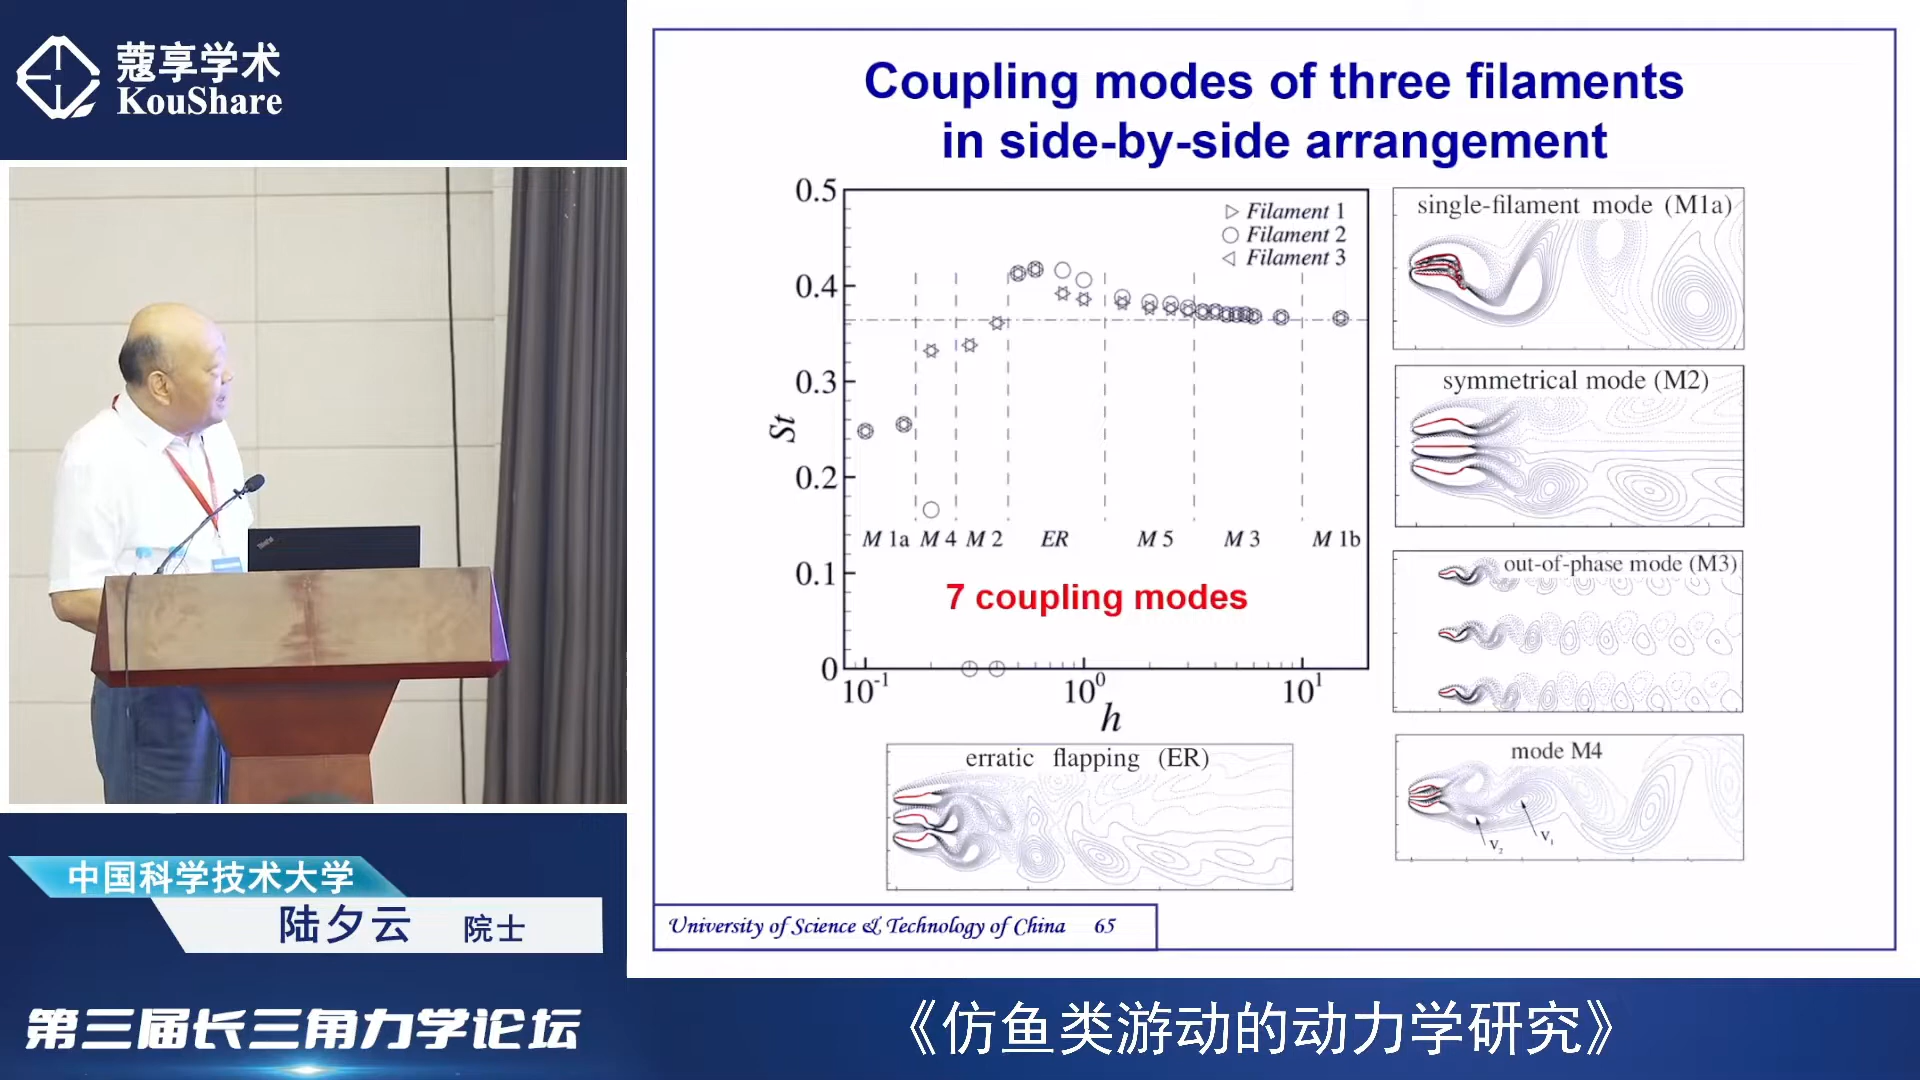 蔻享学术
KouShare
Coupling modes of three filaments
in side-by-side arrangement
0.5
0.4
0.3
0.2
0.1
0
St
Filament 1
Filament 2
Filament 3
M 1a M 4 M 2 ER M 5 M 3 M 1b
7 coupling modes
10⁻¹ 10⁰ 10¹
h
single-filament mode (M1a)
symmetrical mode (M2)
out-of-phase mode (M3)
mode M4
V₂ V₁
erratic flapping (ER)
University of Science & Technology of China 65
中国科学技术大学
陆夕云 院士
第三届长三角力学论坛
《仿鱼类游动的动力学研究》